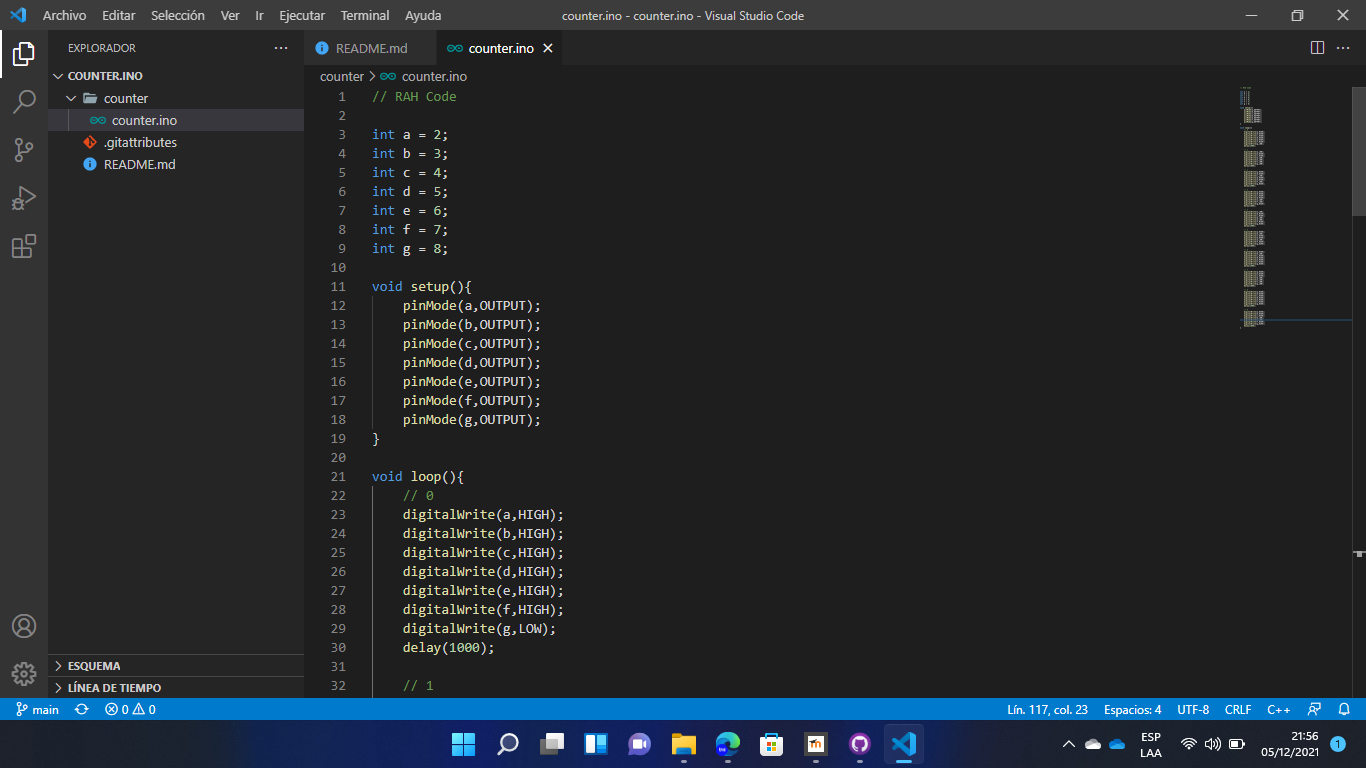 Archivo Editar Selección Ver Ir Ejecutar Terminal Ayuda
counter.ino - counter.ino - Visual Studio Code
EXPLORADOR
COUNTER.INO
counter
counter.ino
.gitattributes
README.md
ESQUEMA
LÍNEA DE TIEMPO
README.md counter.ino
counter > counter.ino
1 // RAH Code
2
3 int a = 2;
4 int b = 3;
5 int c = 4;
6 int d = 5;
7 int e = 6;
8 int f = 7;
9 int g = 8;
10
11 void setup(){
12     pinMode(a,OUTPUT);
13     pinMode(b,OUTPUT);
14     pinMode(c,OUTPUT);
15     pinMode(d,OUTPUT);
16     pinMode(e,OUTPUT);
17     pinMode(f,OUTPUT);
18     pinMode(g,OUTPUT);
19 }
20
21 void loop(){
22     // 0
23     digitalWrite(a,HIGH);
24     digitalWrite(b,HIGH);
25     digitalWrite(c,HIGH);
26     digitalWrite(d,HIGH);
27     digitalWrite(e,HIGH);
28     digitalWrite(f,HIGH);
29     digitalWrite(g,LOW);
30     delay(1000);
31
32     // 1
main 0 0 Lín. 117, col. 23 Espacios: 4 UTF-8 CRLF C++
ESP
LAA
21:56
05/12/2021
1